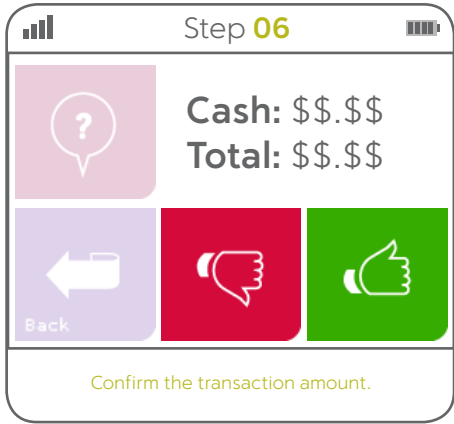 Step 06
?
Cash: $$.$$
Total: $$.$$
Back
Confirm the transaction amount.